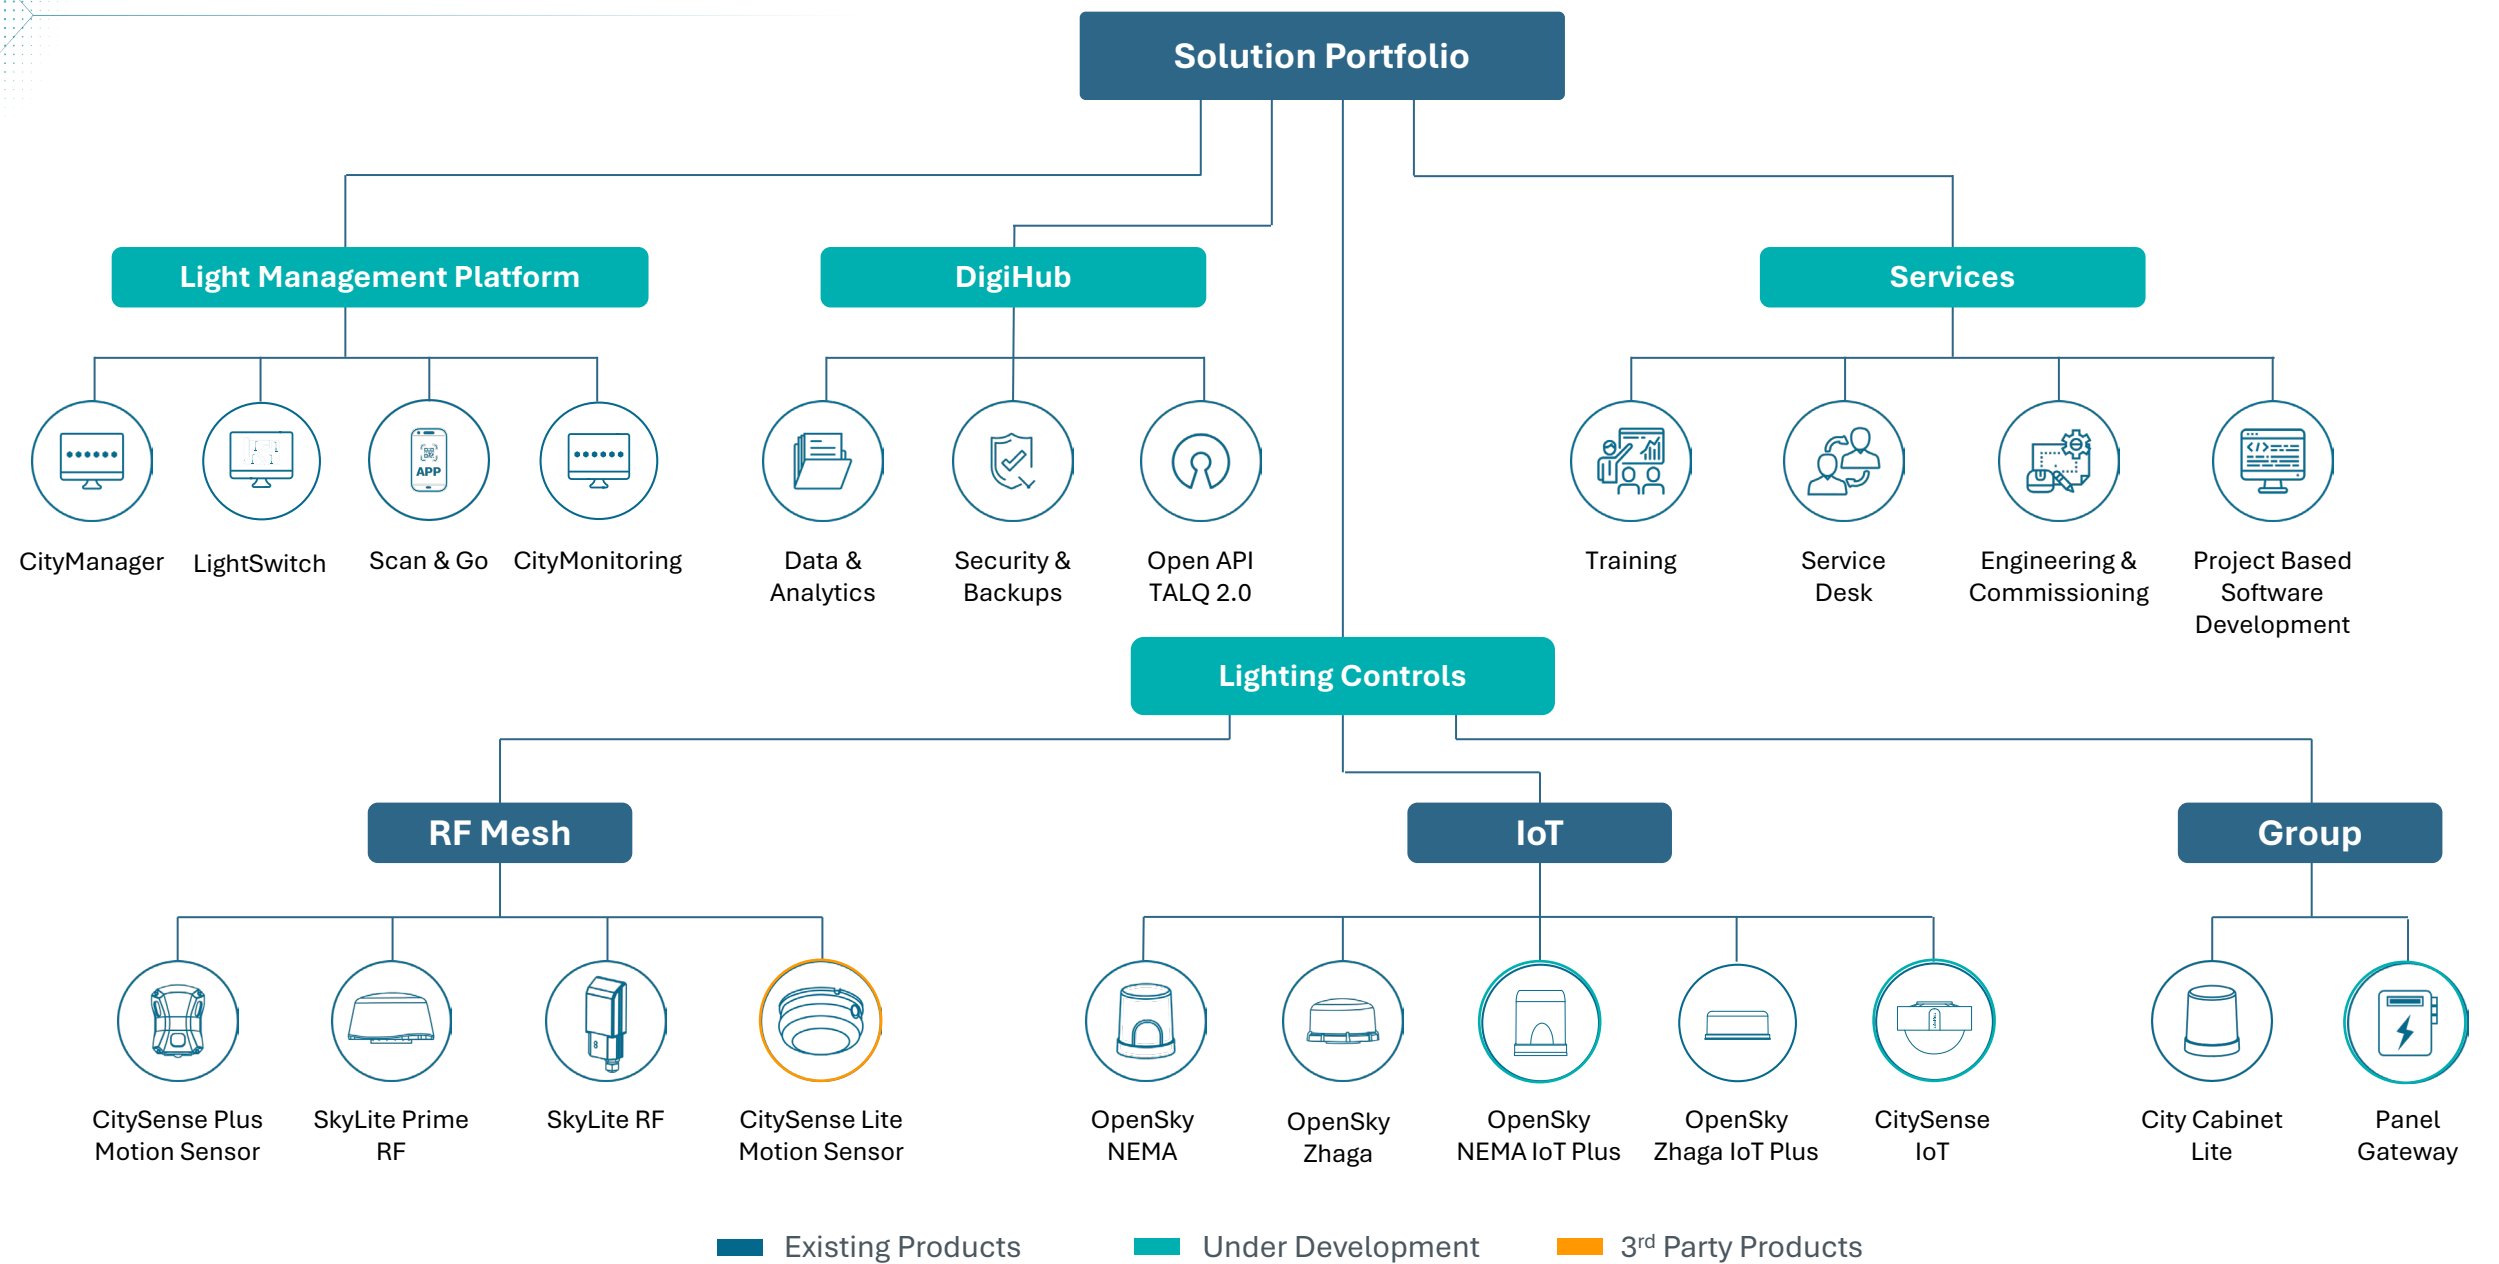 Solution Portfolio
Light Management Platform
DigiHub
Services
APP
</>
CityManager
LightSwitch
Scan & Go
CityMonitoring
Data &
Analytics
Security &
Backups
Open API
TALQ 2.0
Training
Service
Desk
Engineering &
Commissioning
Project Based
Software
Development
Lighting Controls
RF Mesh
IoT
Group
CitySense Plus
Motion Sensor
SkyLite Prime
RF
SkyLite RF
CitySense Lite
Motion Sensor
OpenSky
NEMA
OpenSky
Zhaga
OpenSky
NEMA IoT Plus
OpenSky
Zhaga IoT Plus
CitySense
IoT
City Cabinet
Lite
Panel
Gateway
Existing Products
Under Development
3rd Party Products